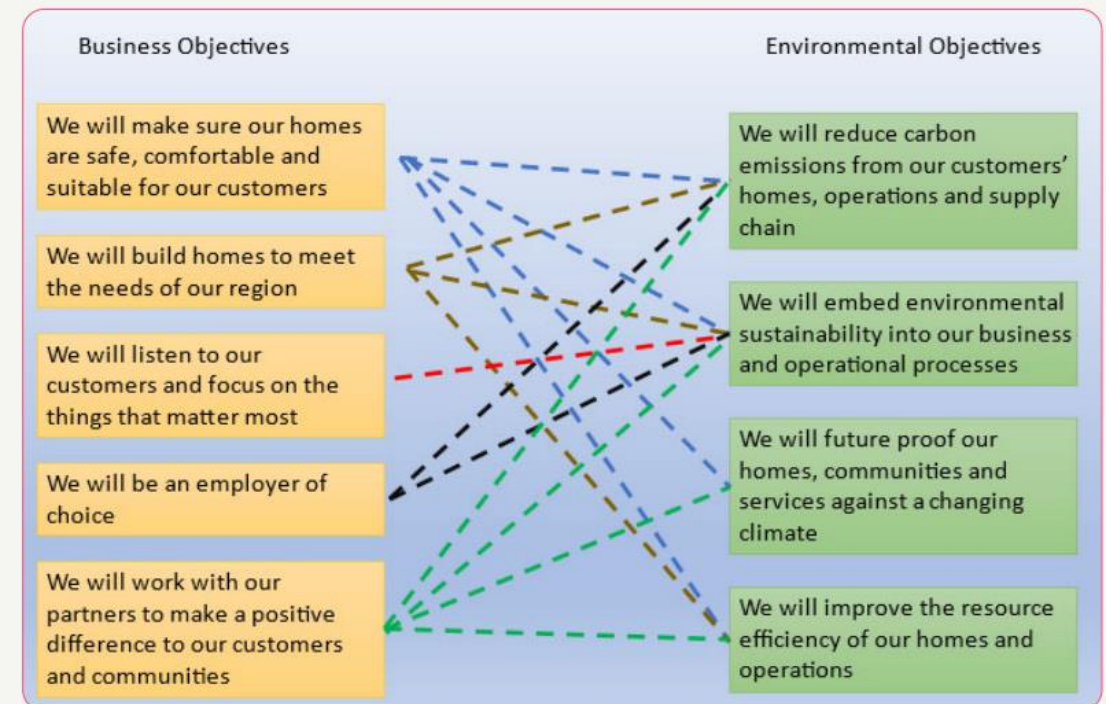 Business Objectives
We will make sure our homes
are safe, comfortable and
suitable for our customers
We will build homes to meet
the needs of our region
We will listen to our
customers and focus on the
things that matter most
We will be an employer of
choice
We will work with our
partners to make a positive
difference to our customers
and communities
Environmental Objectives
We will reduce carbon
emissions from our customers’
homes, operations and supply
chain
We will embed environmental
sustainability into our business
and operational processes
We will future proof our
homes, communities and
services against a changing
climate
We will improve the resource
efficiency of our homes and
operations